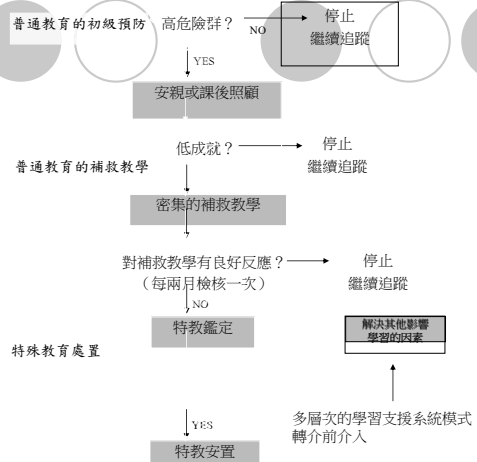 普通教育的初級預防
高危險群？
NO
停止
繼續追蹤
YES
安親或課後照顧
低成就？
停止
繼續追蹤
普通教育的補救教學
密集的補救教學
對補救教學有良好反應？
（每兩月檢核一次）
停止
繼續追蹤
NO
特教鑑定
解決其他影響
學習的因素
特殊教育處置
YES
多層次的學習支援系統模式
轉介前介入
特教安置